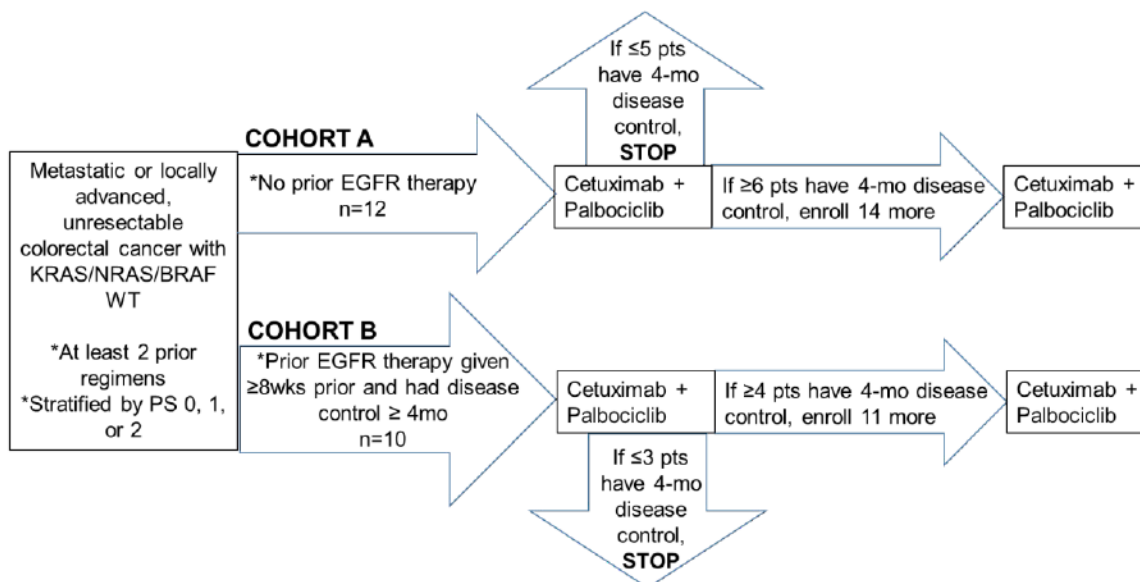 Metastatic or locally
advanced,
unresectable
colorectal cancer with
KRAS/NRAS/BRAF
WT
*At least 2 prior
regimens
*Stratified by PS 0, 1,
or 2
COHORT A
*No prior EGFR therapy
n=12
If ≤5 pts
have 4-mo
disease
control,
STOP
Cetuximab +
Palbociclib
If ≥6 pts have 4-mo disease
control, enroll 14 more
Cetuximab +
Palbociclib
COHORT B
*Prior EGFR therapy given
≥8wks prior and had disease
control ≥ 4mo
n=10
Cetuximab +
Palbociclib
If ≥4 pts have 4-mo disease
control, enroll 11 more
Cetuximab +
Palbociclib
If ≤3 pts
have 4-mo
disease
control,
STOP